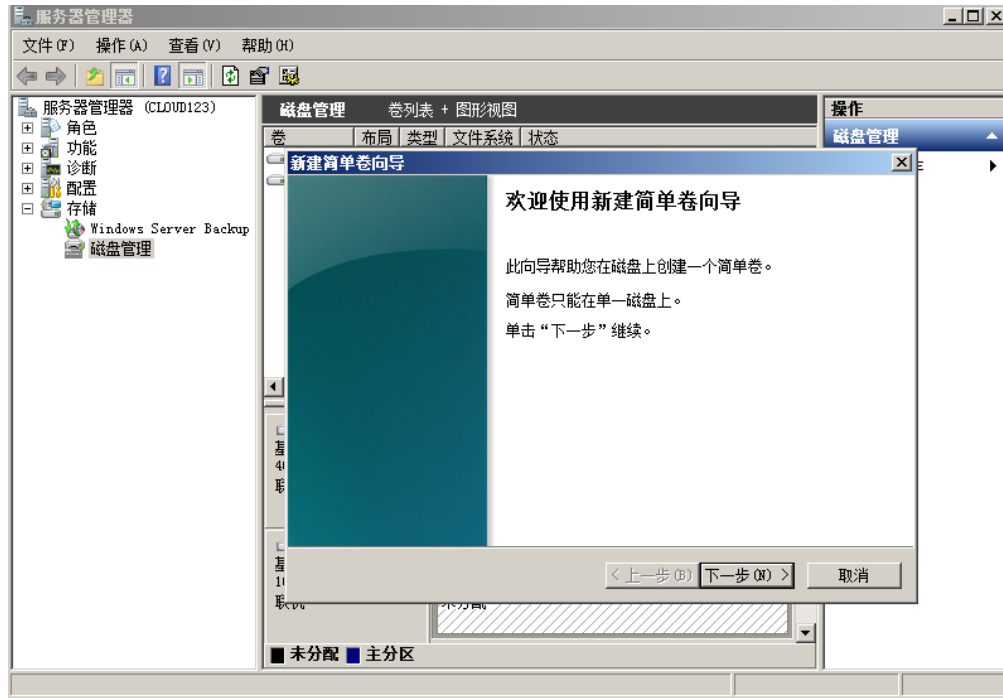 服务器管理器
文件(F) 操作(A) 查看(V) 帮助(H)
服务器管理器 (CLOUD123)
角色
功能
诊断
配置
存储
Windows Server Backup
磁盘管理
磁盘管理 卷列表 + 图形视图
卷 布局 类型 文件系统 状态
新建简单卷向导
欢迎使用新建简单卷向导
此向导帮助您在磁盘上创建一个简单卷。
简单卷只能在单一磁盘上。
单击“下一步”继续。
< 上一步(B) 下一步(N) > 取消
未分配 主分区
操作
磁盘管理